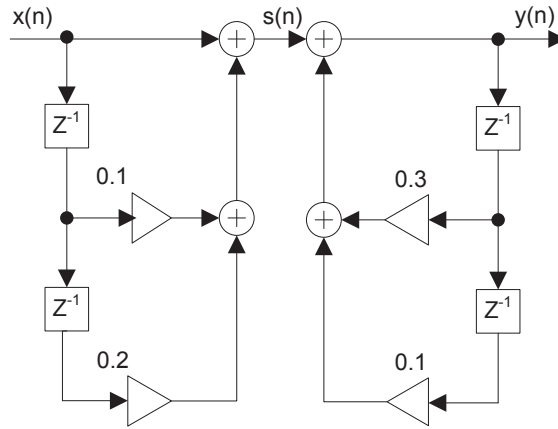 x(n) s(n) y(n)
+ +
Z⁻¹ Z⁻¹
0.1 0.3
+ +
Z⁻¹ Z⁻¹
0.2 0.1